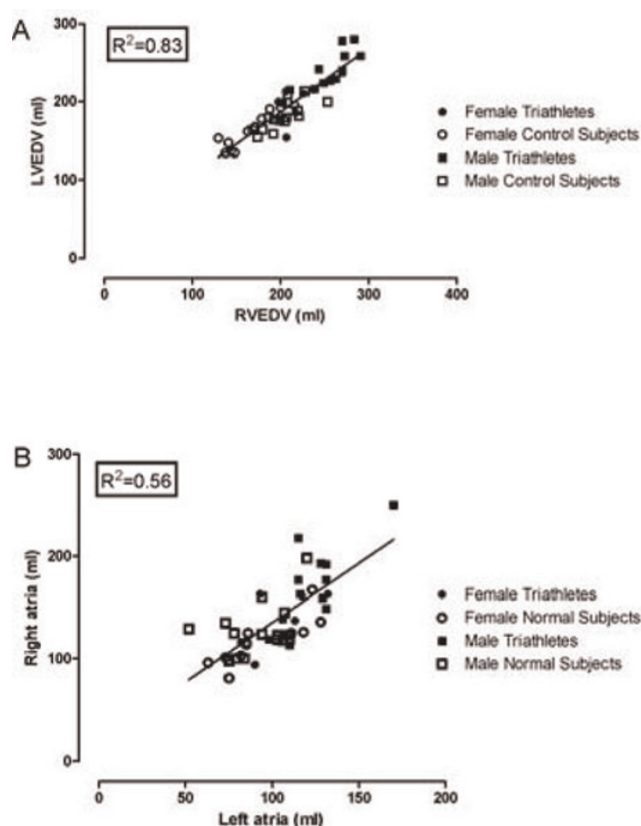 A
R²=0.83
300
200
100
0
LVEDV (ml)
0 100 200 300 400
RVEDV (ml)
Female Triathletes
Female Control Subjects
Male Triathletes
Male Control Subjects
B
R²=0.56
300
200
100
0
Right atria (ml)
0 50 100 150 200
Left atria (ml)
Female Triathletes
Female Normal Subjects
Male Triathletes
Male Normal Subjects